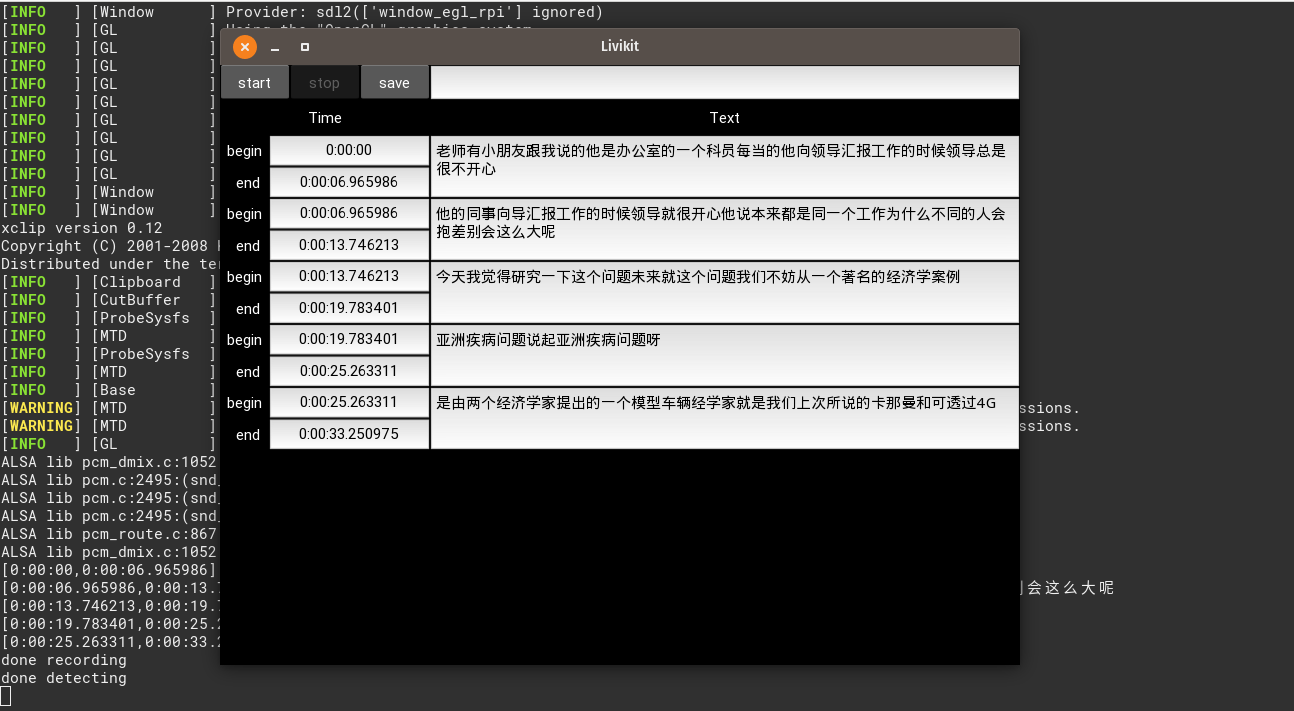 [INFO   ] [Window      ] Provider: sdl2(['window_egl_rpi'] ignored)
[INFO   ] [GL          ] Using the "OpenGL" graphics system
[INFO   ] [GL          ]
[INFO   ] [GL          ]
[INFO   ] [GL          ]
[INFO   ] [GL          ]
[INFO   ] [GL          ]
[INFO   ] [GL          ]
[INFO   ] [GL          ]
[INFO   ] [GL          ]
[INFO   ] [Window      ]
[INFO   ] [Window      ]
xclip version 0.12
Copyright (C) 2001-2008
Distributed under the
[INFO   ] [Clipboard   ]
[INFO   ] [CutBuffer   ]
[INFO   ] [ProbeSysfs  ]
[INFO   ] [MTD         ]
[INFO   ] [ProbeSysfs  ]
[INFO   ] [MTD         ]
[INFO   ] [Base        ]
[WARNING] [MTD         ] ssions.
[WARNING] [MTD         ] ssions.
[INFO   ] [GL          ]
ALSA lib pcm_dmix.c:1052
ALSA lib pcm.c:2495:(snd_
ALSA lib pcm.c:2495:(snd_
ALSA lib pcm.c:2495:(snd_
ALSA lib pcm_route.c:867
ALSA lib pcm_dmix.c:1052
[0:00:00,0:00:06.965986]
[0:00:06.965986,0:00:13. 会这么大呢
[0:00:13.746213,0:00:19.
[0:00:19.783401,0:00:25.
[0:00:25.263311,0:00:33.
done recording
done detecting
Livikit
start stop save
Time Text
begin 0:00:00 老师有小朋友跟我说的他是办公室的一个科员每当的他向领导汇报工作的时候领导总是
很不开心
end 0:00:06.965986
begin 0:00:06.965986 他的同事向导汇报工作的时候领导就很开心他说本来都是同一个工作为什么不同的人会
抱差别会这么大呢
end 0:00:13.746213
begin 0:00:13.746213 今天我觉得研究一下这个问题未来就这个问题我们不妨从一个著名的经济学案例
end 0:00:19.783401
begin 0:00:19.783401 亚洲疾病问题说起亚洲疾病问题呀
end 0:00:25.263311
begin 0:00:25.263311 是由两个经济学家提出的一个模型车辆经学家就是我们上次所说的卡那曼和可透过4G
end 0:00:33.250975